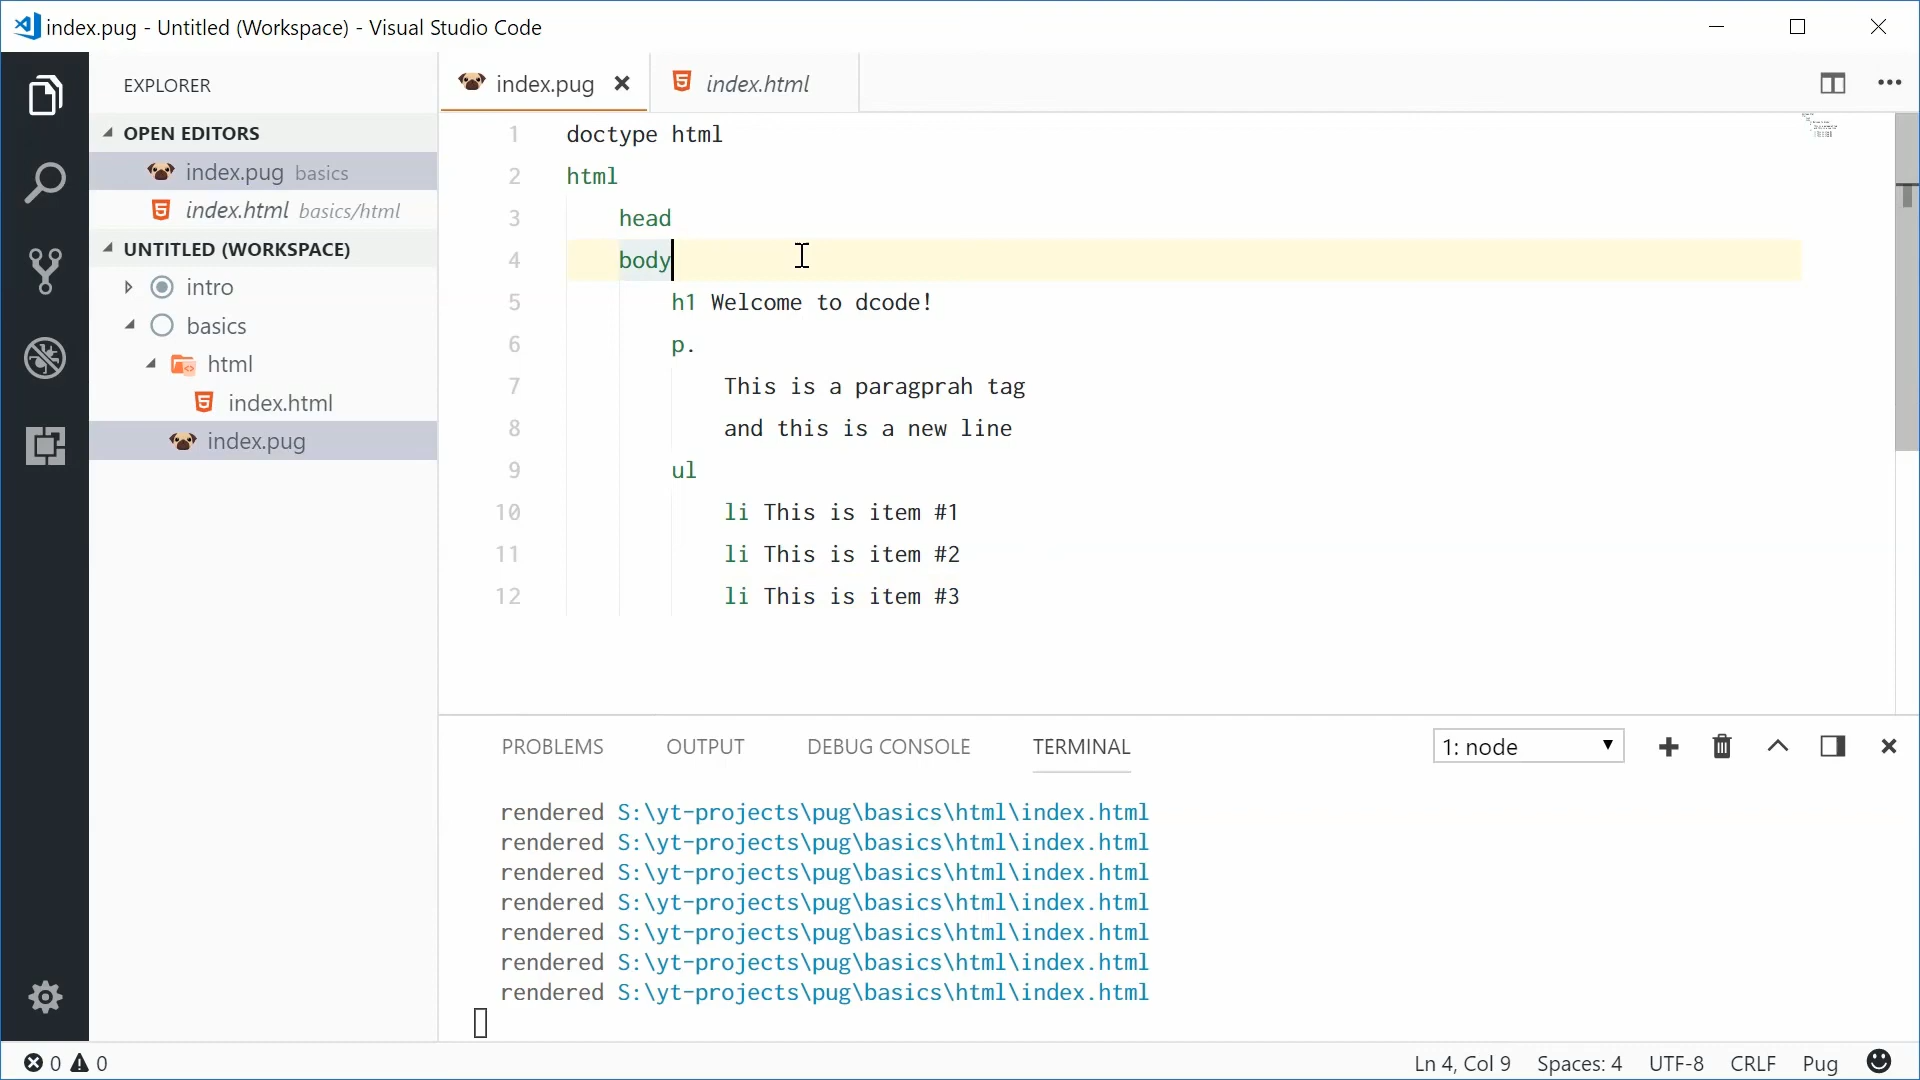 index.pug - Untitled (Workspace) - Visual Studio Code
EXPLORER
OPEN EDITORS
index.pug basics
index.html basics/html
UNTITLED (WORKSPACE)
intro
basics
html
index.html
index.pug
index.pug
index.html
1 doctype html
2 html
3 head
4 body
5 h1 Welcome to dcode!
6 p.
7 This is a paragprah tag
8 and this is a new line
9 ul
10 li This is item #1
11 li This is item #2
12 li This is item #3
PROBLEMS OUTPUT DEBUG CONSOLE TERMINAL 1: node
rendered S:\yt-projects\pug\basics\html\index.html
rendered S:\yt-projects\pug\basics\html\index.html
rendered S:\yt-projects\pug\basics\html\index.html
rendered S:\yt-projects\pug\basics\html\index.html
rendered S:\yt-projects\pug\basics\html\index.html
rendered S:\yt-projects\pug\basics\html\index.html
rendered S:\yt-projects\pug\basics\html\index.html
0 0 Ln 4, Col 9 Spaces: 4 UTF-8 CRLF Pug